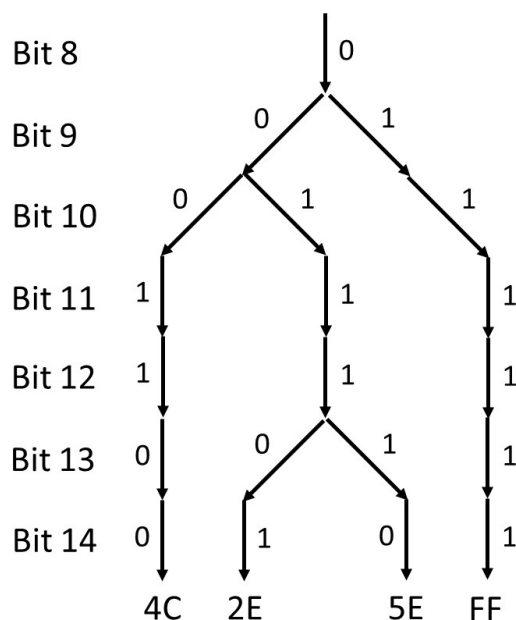 Bit 8 0
Bit 9 0 1
Bit 10 0 1 1
Bit 11 1 1 1
Bit 12 1 1 1
Bit 13 0 0 1 1
Bit 14 0 1 0 1
4C 2E 5E FF